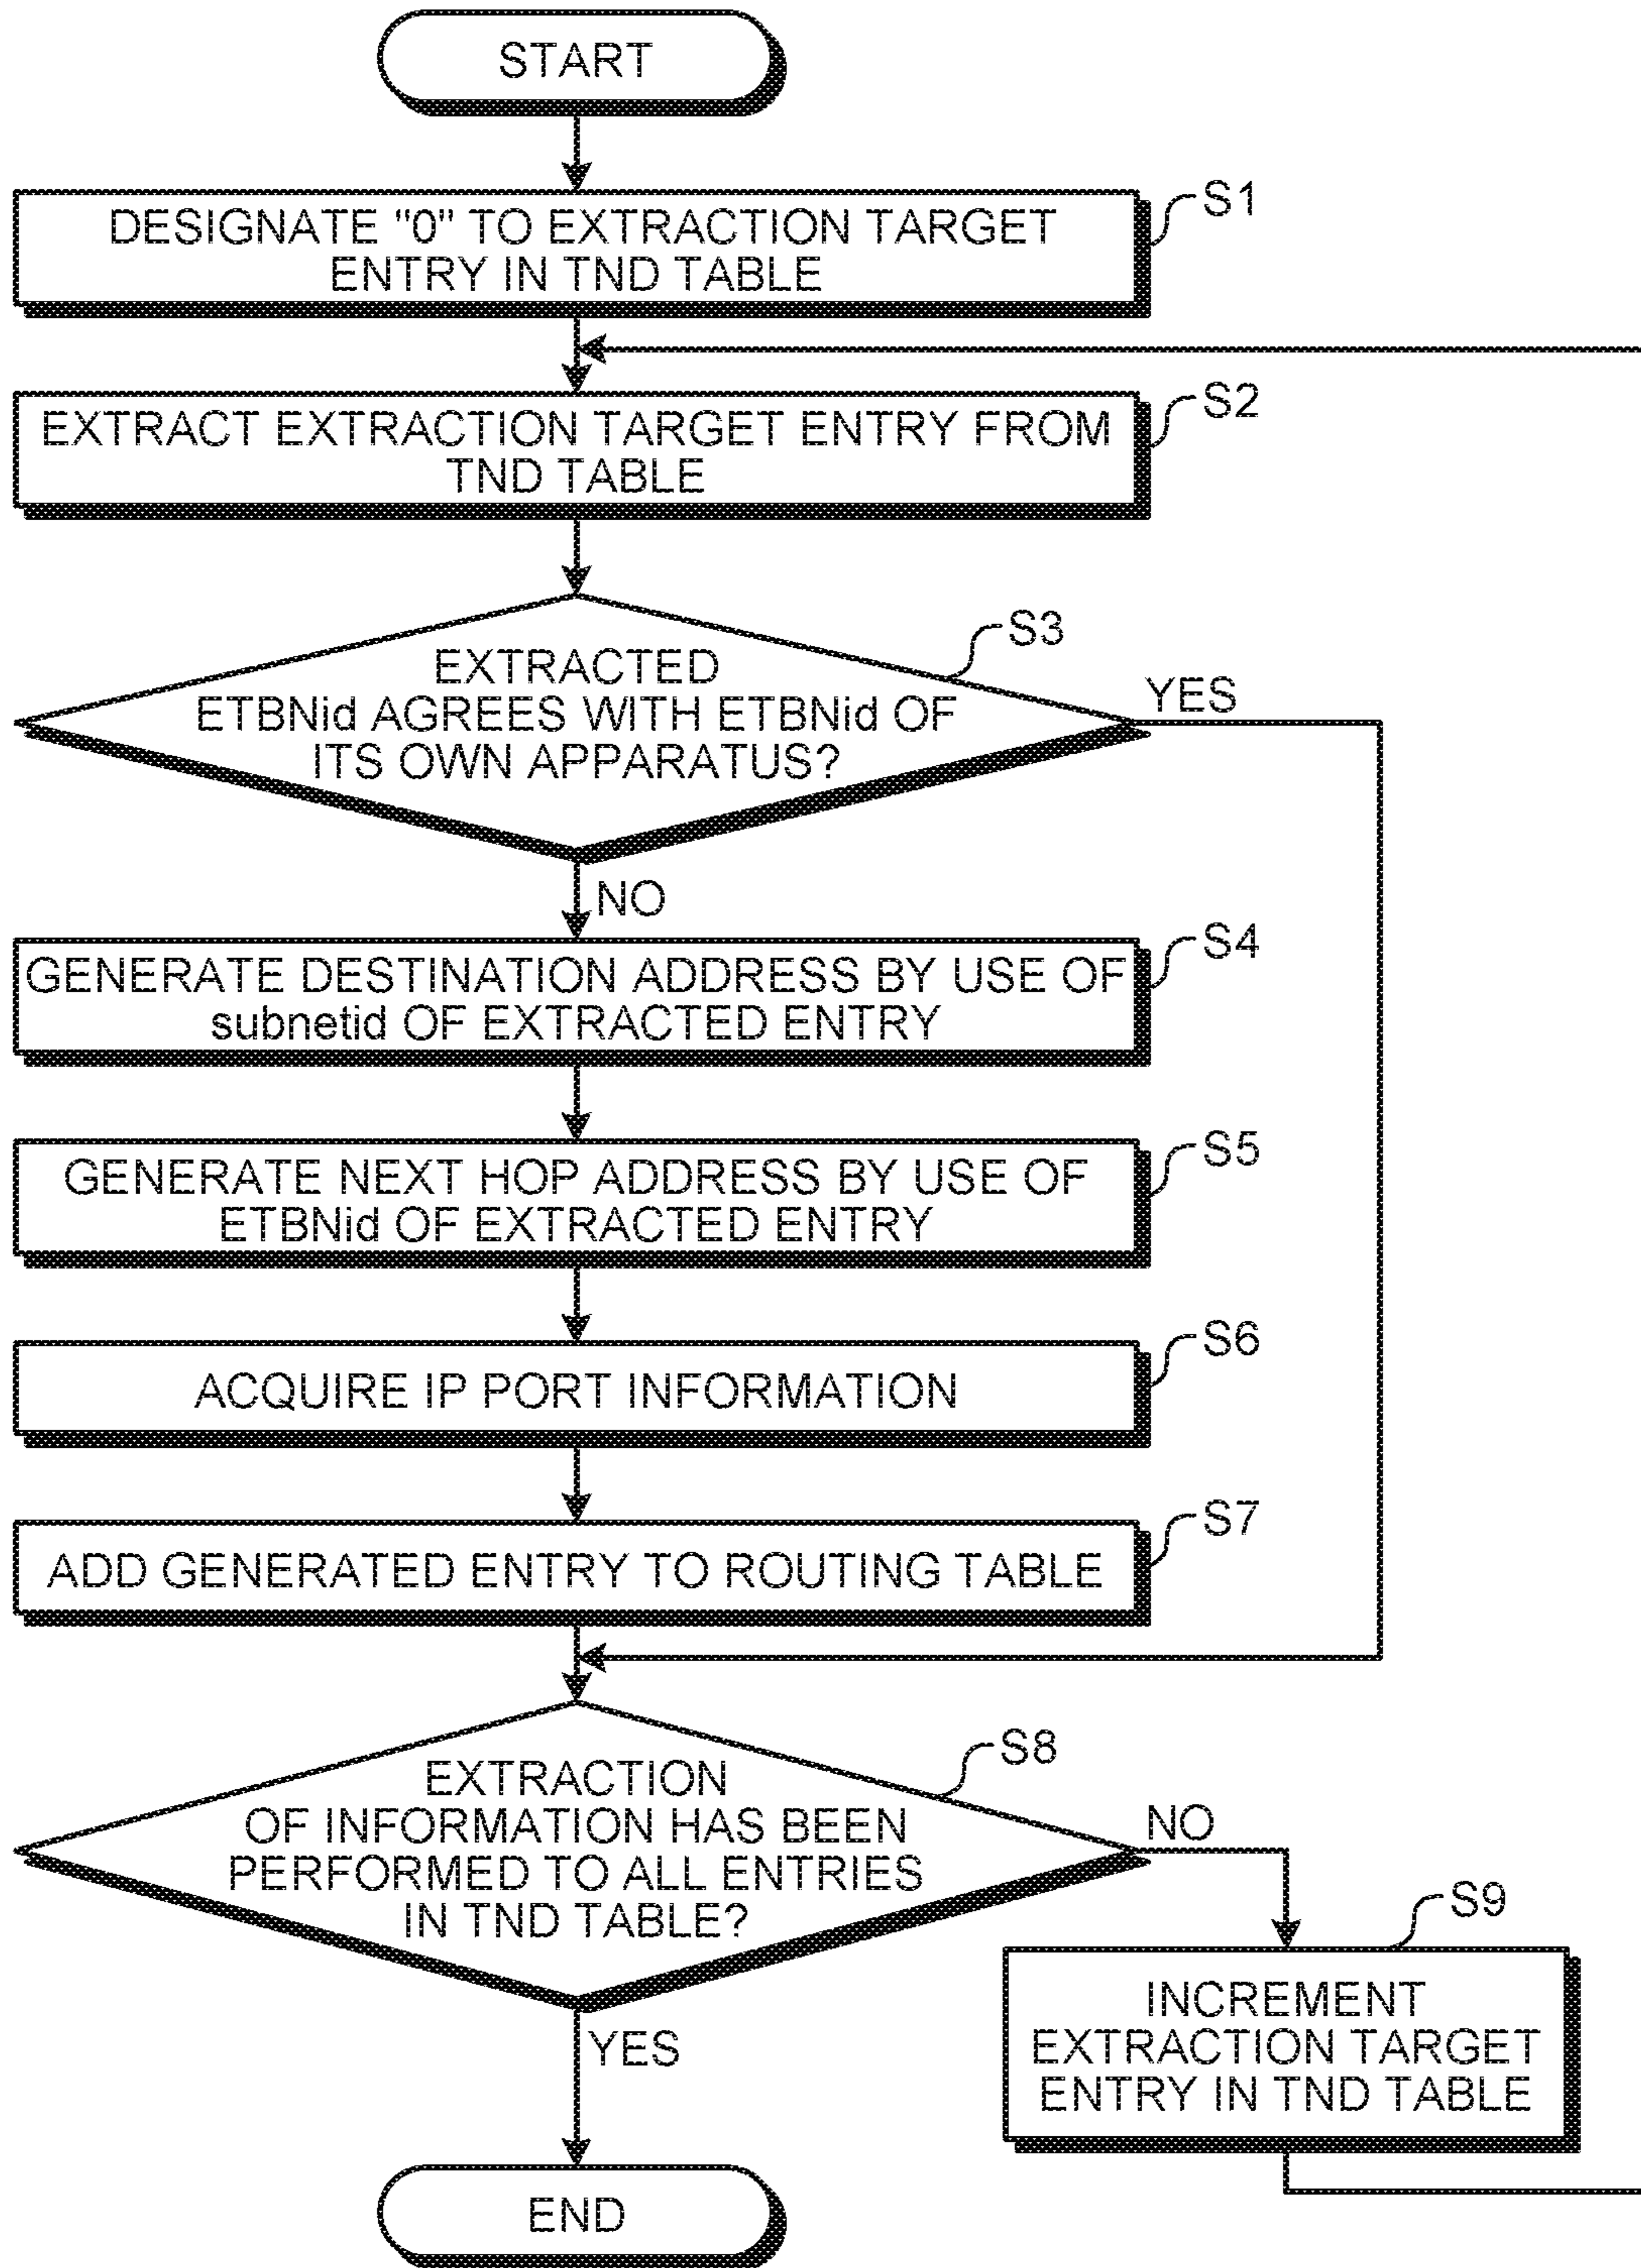 START
S1
DESIGNATE "0" TO EXTRACTION TARGET
ENTRY IN TND TABLE
S2
EXTRACT EXTRACTION TARGET ENTRY FROM
TND TABLE
S3
EXTRACTED
ETBNid AGREES WITH ETBNid OF
ITS OWN APPARATUS?
YES
NO
S4
GENERATE DESTINATION ADDRESS BY USE OF
subnetid OF EXTRACTED ENTRY
S5
GENERATE NEXT HOP ADDRESS BY USE OF
ETBNid OF EXTRACTED ENTRY
S6
ACQUIRE IP PORT INFORMATION
S7
ADD GENERATED ENTRY TO ROUTING TABLE
S8
EXTRACTION
OF INFORMATION HAS BEEN
PERFORMED TO ALL ENTRIES
IN TND TABLE?
NO
S9
INCREMENT
EXTRACTION TARGET
ENTRY IN TND TABLE
YES
END